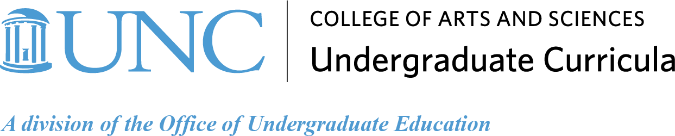 UNC
COLLEGE OF ARTS AND SCIENCES
Undergraduate Curricula
A division of the Office of Undergraduate Education